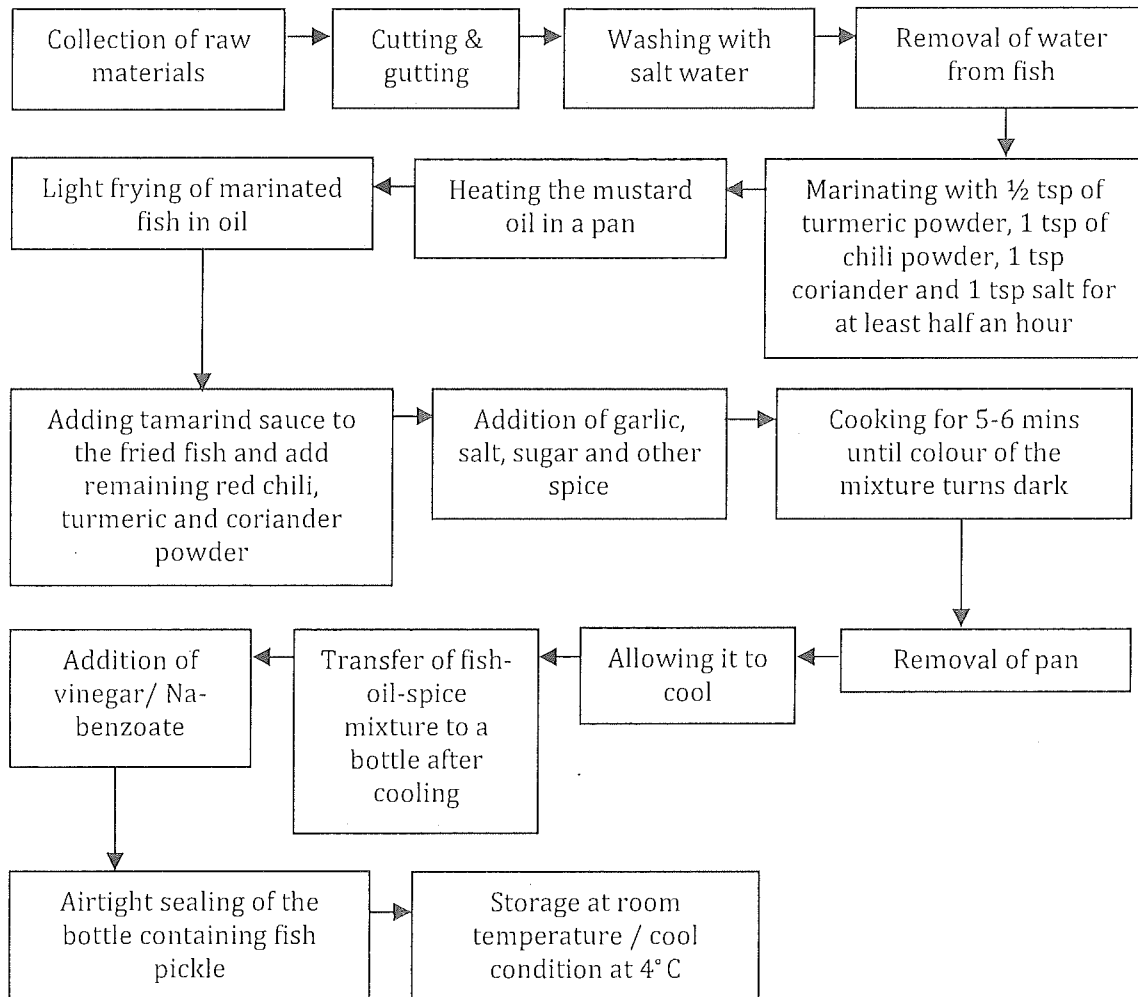 Collection of raw
materials
Cutting &
gutting
Washing with
salt water
Removal of water
from fish
Marinating with ½ tsp of
turmeric powder, 1 tsp of
chili powder, 1 tsp
coriander and 1 tsp salt for
at least half an hour
Heating the mustard
oil in a pan
Light frying of marinated
fish in oil
Adding tamarind sauce to
the fried fish and add
remaining red chili,
turmeric and coriander
powder
Addition of garlic,
salt, sugar and other
spice
Cooking for 5-6 mins
until colour of the
mixture turns dark
Removal of pan
Allowing it to
cool
Transfer of fish-
oil-spice
mixture to a
bottle after
cooling
Addition of
vinegar/ Na-
benzoate
Airtight sealing of the
bottle containing fish
pickle
Storage at room
temperature / cool
condition at 4° C